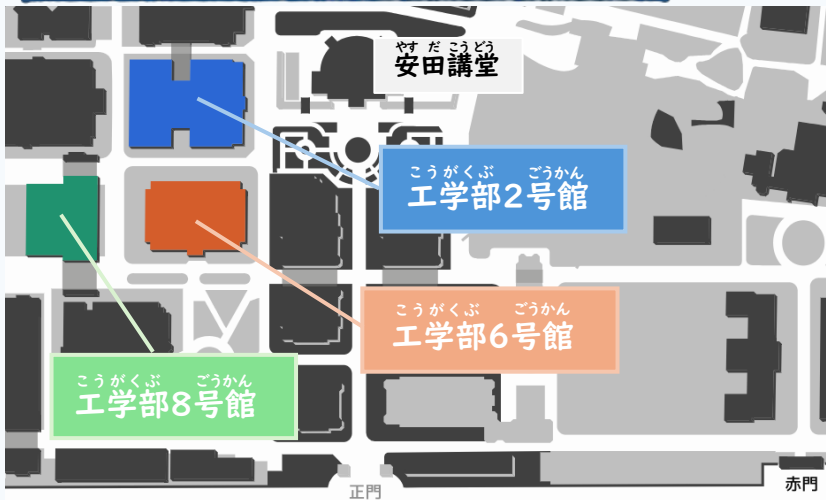 やす だ こうどう
安田講堂
こうがくぶ ごうかん
工学部2号館
こうがくぶ ごうかん
工学部6号館
こうがくぶ ごうかん
工学部8号館
赤門
正門